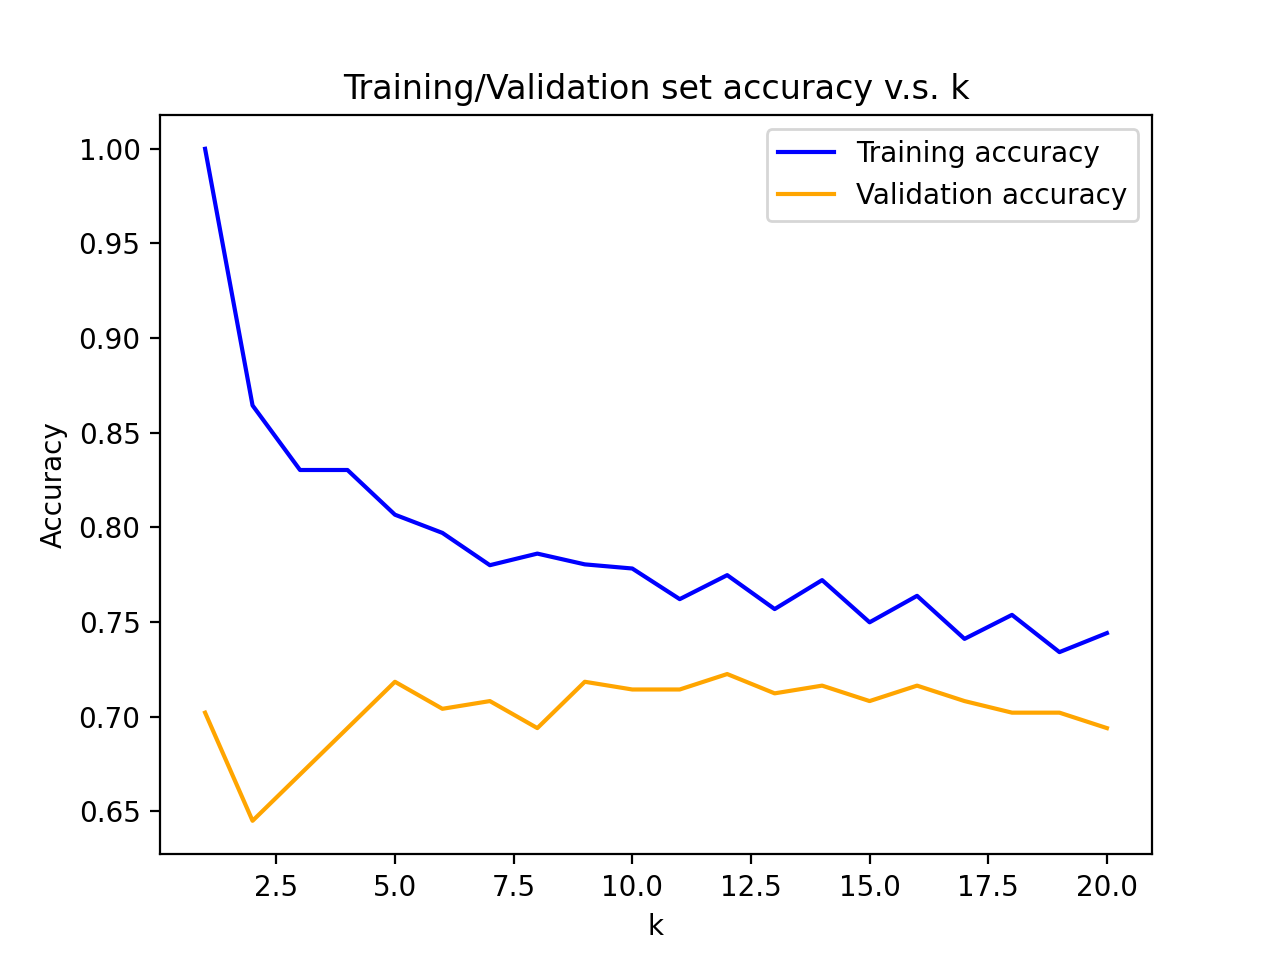 Training/Validation set accuracy v.s. k
Training accuracy
Validation accuracy
1.00
0.95
0.90
0.85
0.80
0.75
0.70
0.65
Accuracy
2.5 5.0 7.5 10.0 12.5 15.0 17.5 20.0
k